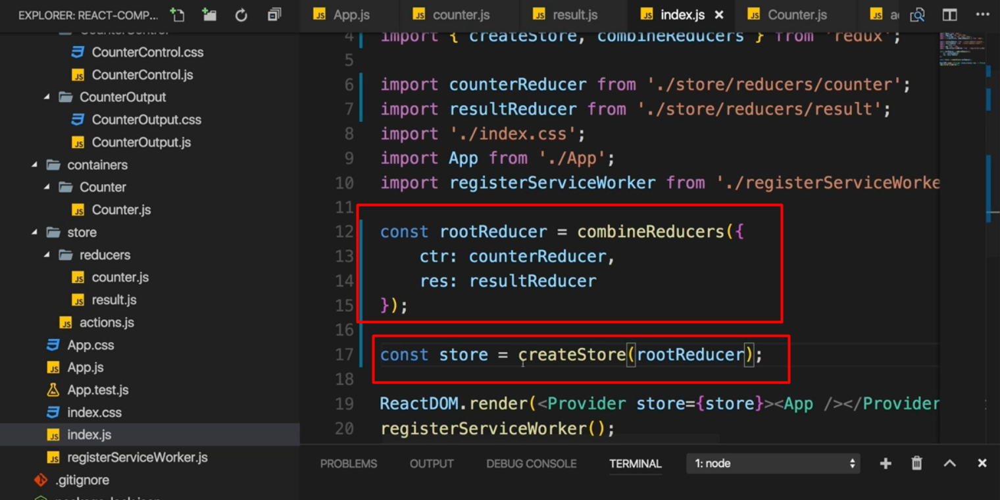 EXPLORER: REACT-COMP...
App.js
counter.js
result.js
index.js
Counter.js
CounterControl
CounterControl.css
CounterControl.js
CounterOutput
CounterOutput.css
CounterOutput.js
containers
Counter
Counter.js
store
reducers
counter.js
result.js
actions.js
App.css
App.js
App.test.js
index.css
index.js
registerServiceWorker.js
.gitignore
package-lock.json
4 import { createStore, combineReducers } from 'redux';
5
6 import counterReducer from './store/reducers/counter';
7 import resultReducer from './store/reducers/result';
8 import './index.css';
9 import App from './App';
10 import registerServiceWorker from './registerServiceWorke
11
12 const rootReducer = combineReducers({
13 ctr: counterReducer,
14 res: resultReducer
15 });
16
17 const store = createStore(rootReducer);
18
19 ReactDOM.render(<Provider store={store}><App /></Provider
20 registerServiceWorker();
PROBLEMS
OUTPUT
DEBUG CONSOLE
TERMINAL
1: node